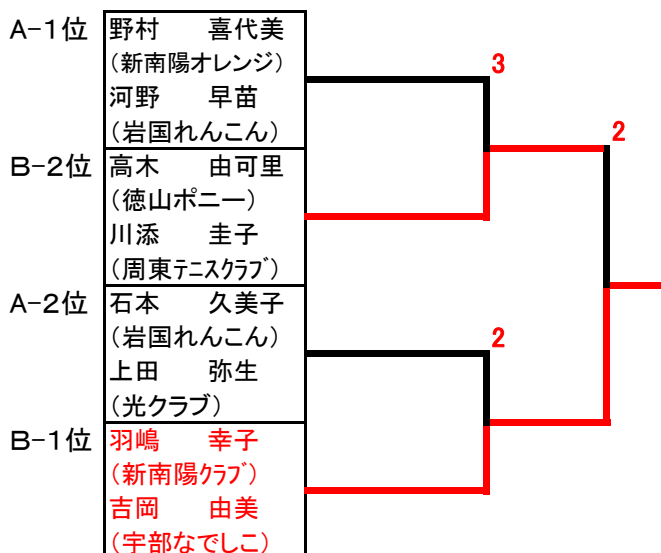 A-1位 野村 喜代美
(新南陽オレンジ)
河野 早苗
(岩国れんこん)
3
2
B-2位 高木 由可里
(徳山ポニー)
川添 圭子
(周東テニスクラブ)
A-2位 石本 久美子
(岩国れんこん)
上田 弥生
(光クラブ)
2
B-1位 羽嶋 幸子
(新南陽クラブ)
吉岡 由美
(宇部なでしこ)